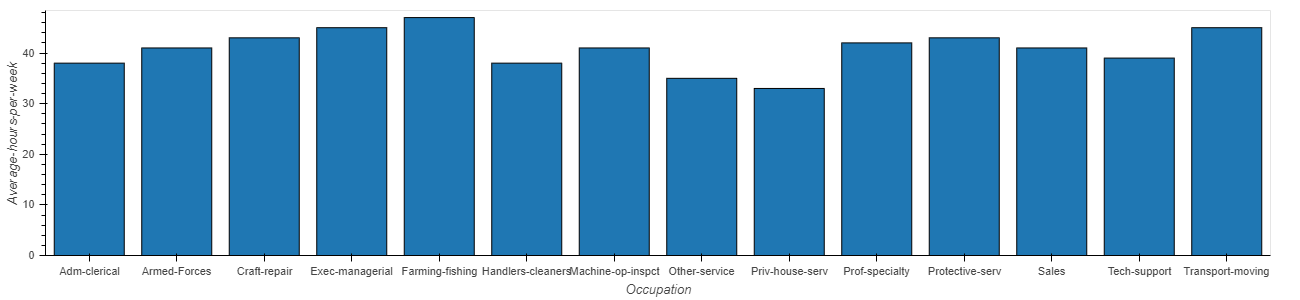 Average-hours-per-week
40
30
20
10
0
Adm-clerical Armed-Forces Craft-repair Exec-managerial Farming-fishing Handlers-cleaners Machine-op-inspct Other-service Priv-house-serv Prof-specialty Protective-serv Sales Tech-support Transport-moving
Occupation